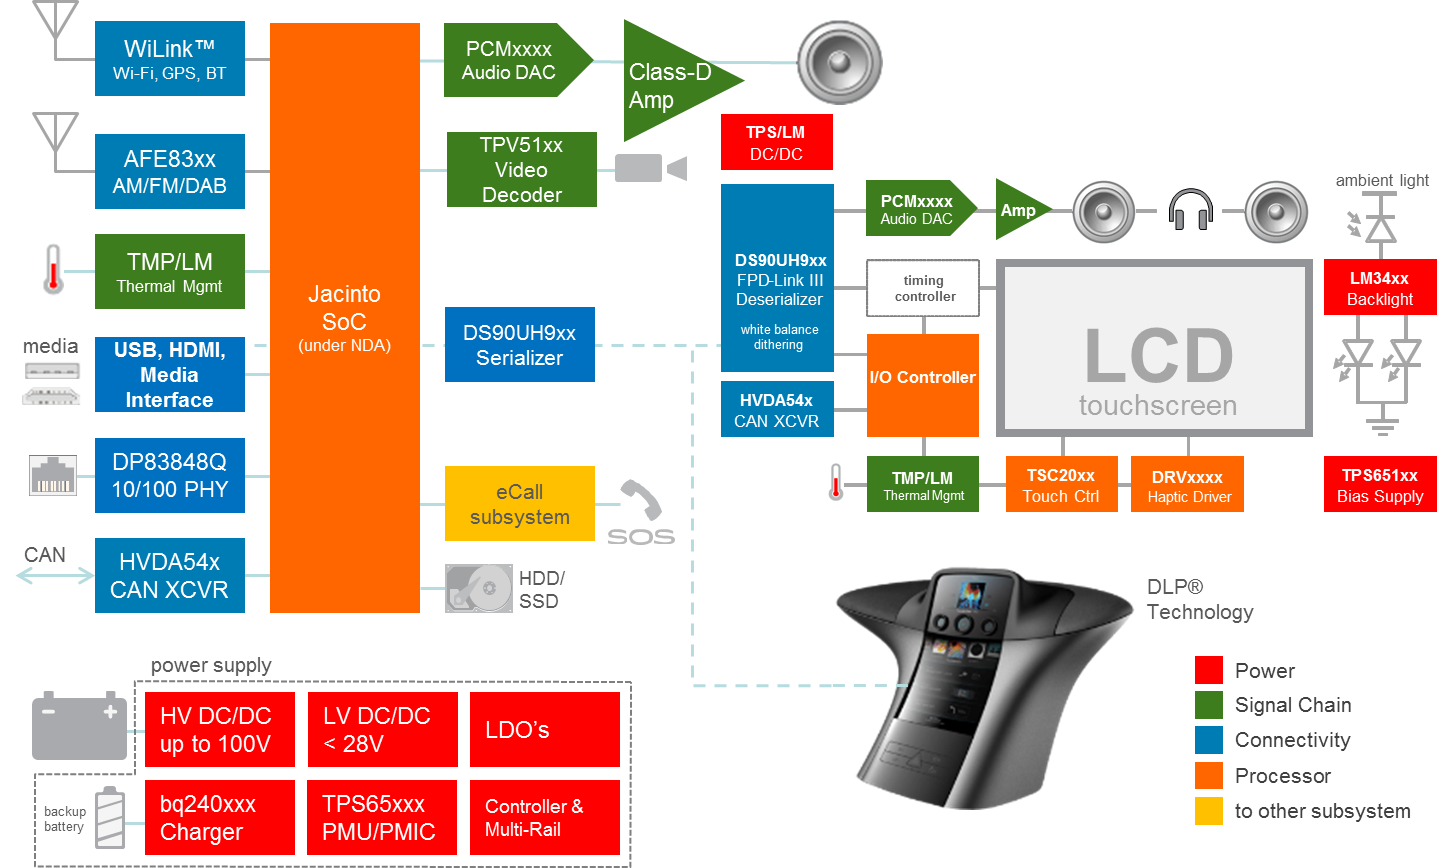 WiLink™
Wi-Fi, GPS, BT
AFE83xx
AM/FM/DAB
TMP/LM
Thermal Mgmt
media
USB, HDMI,
Media
Interface
DP83848Q
10/100 PHY
CAN
HVDA54x
CAN XCVR
Jacinto
SoC
(under NDA)
PCMxxxx
Audio DAC
Class-D
Amp
TPV51xx
Video
Decoder
DS90UH9xx
Serializer
eCall
subsystem
SOS
HDD/
SSD
TPS/LM
DC/DC
DS90UH9xx
FPD-Link III
Deserializer
white balance
dithering
HVDA54x
CAN XCVR
PCMxxxx
Audio DAC
Amp
timing
controller
I/O Controller
LCD
touchscreen
TMP/LM
Thermal Mgmt
TSC20xx
Touch Ctrl
DRVxxxx
Haptic Driver
ambient light
LM34xx
Backlight
TPS651xx
Bias Supply
DLP®
Technology
power supply
HV DC/DC
up to 100V
LV DC/DC
< 28V
LDO's
backup
battery
bq240xxx
Charger
TPS65xxx
PMU/PMIC
Controller &
Multi-Rail
Power
Signal Chain
Connectivity
Processor
to other subsystem